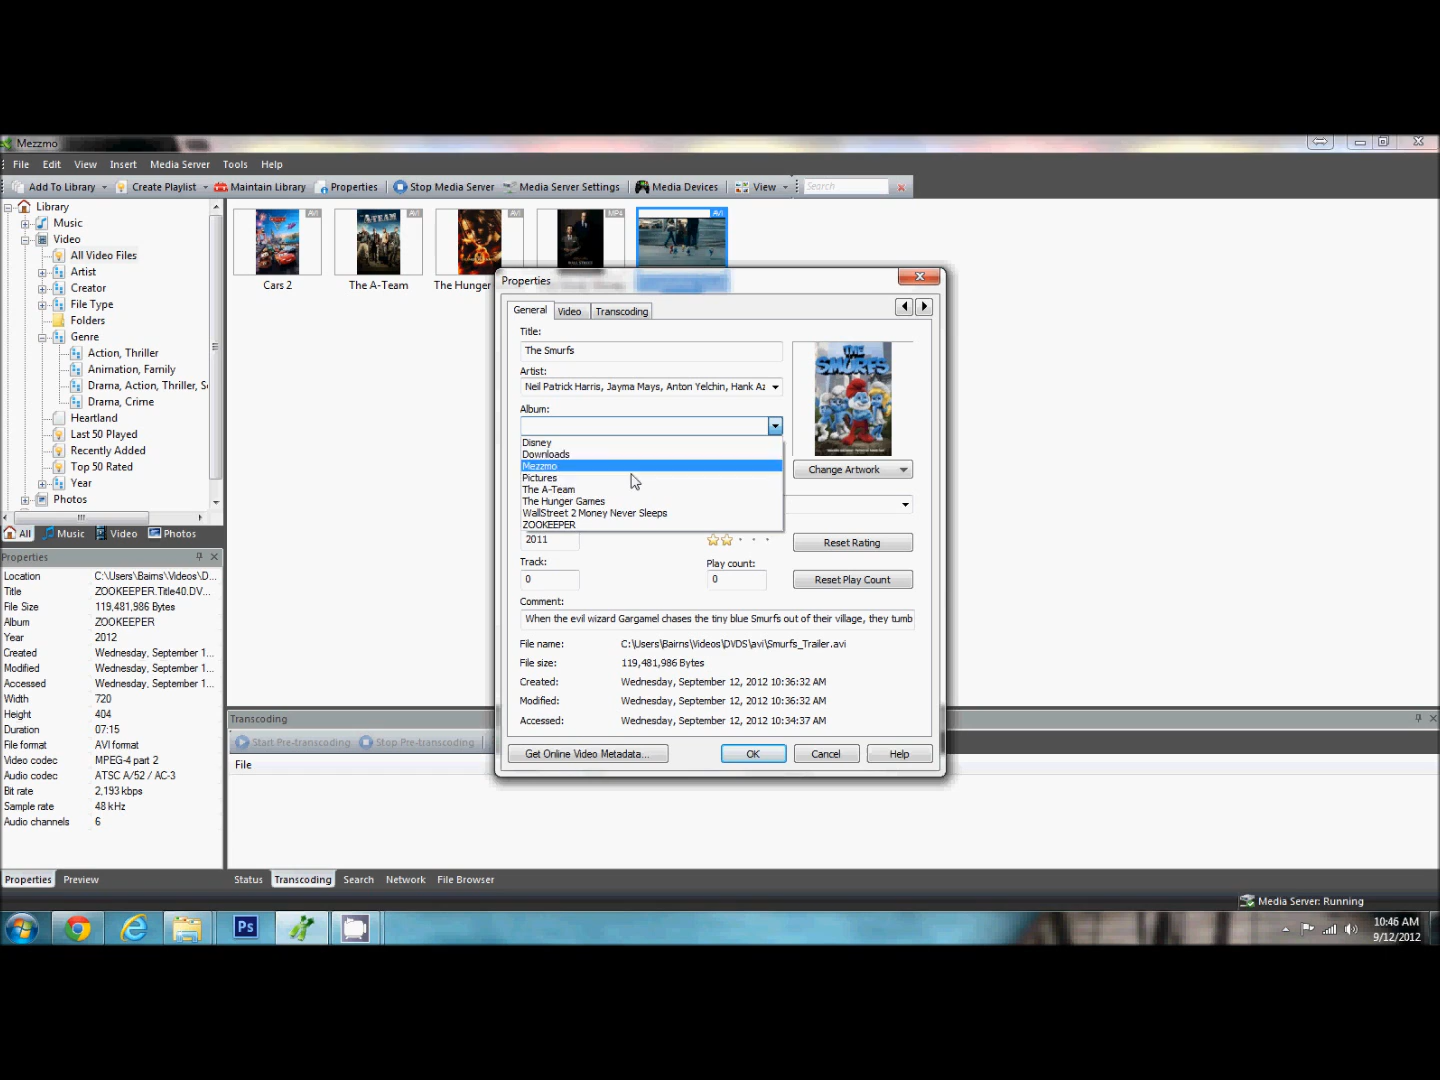 Mezzmo
File Edit View Insert Media Server Tools Help
Add To Library Create Playlist Maintain Library Properties Stop Media Server Media Server Settings Media Devices View Search
Library
Music
Video
All Video Files
Artist
Creator
File Type
Folders
Genre
Action, Thriller
Animation, Family
Drama, Action, Thriller, S
Drama, Crime
Heartland
Last 50 Played
Recently Added
Top 50 Rated
Year
Photos
All Music Video Photos
AVI AVI AVI MP4 AVI
Cars 2 The A-Team The Hunger
Properties
Location C:\Users\Bairns\Videos\D...
Title ZOOKEEPER.Title40.DV...
File Size 119,481,986 Bytes
Album ZOOKEEPER
Year 2012
Created Wednesday, September 1...
Modified Wednesday, September 1...
Accessed Wednesday, September 1...
Width 720
Height 404
Duration 07:15
File format AVI format
Video codec MPEG-4 part 2
Audio codec ATSC A/52 / AC-3
Bit rate 2,193 kbps
Sample rate 48 kHz
Audio channels 6
Properties Preview
Properties
General Video Transcoding
Title:
The Smurfs
Artist:
Neil Patrick Harris, Jayma Mays, Anton Yelchin, Hank Az
Album:
Disney
Downloads
Mezzmo
Pictures
The A-Team
The Hunger Games
WallStreet 2 Money Never Sleeps
ZOOKEEPER
THE SMURFS
Change Artwork
2011
Reset Rating
Track:
0
Play count:
0
Reset Play Count
Comment:
When the evil wizard Gargamel chases the tiny blue Smurfs out of their village, they tumb
File name: C:\Users\Bairns\Videos\DVDS\avi\Smurfs_Trailer.avi
File size: 119,481,986 Bytes
Created: Wednesday, September 12, 2012 10:36:32 AM
Modified: Wednesday, September 12, 2012 10:36:32 AM
Accessed: Wednesday, September 12, 2012 10:34:37 AM
Get Online Video Metadata... OK Cancel Help
Transcoding
Start Pre-transcoding Stop Pre-transcoding
File
Status Transcoding Search Network File Browser
Media Server: Running
Ps
10:46 AM
9/12/2012